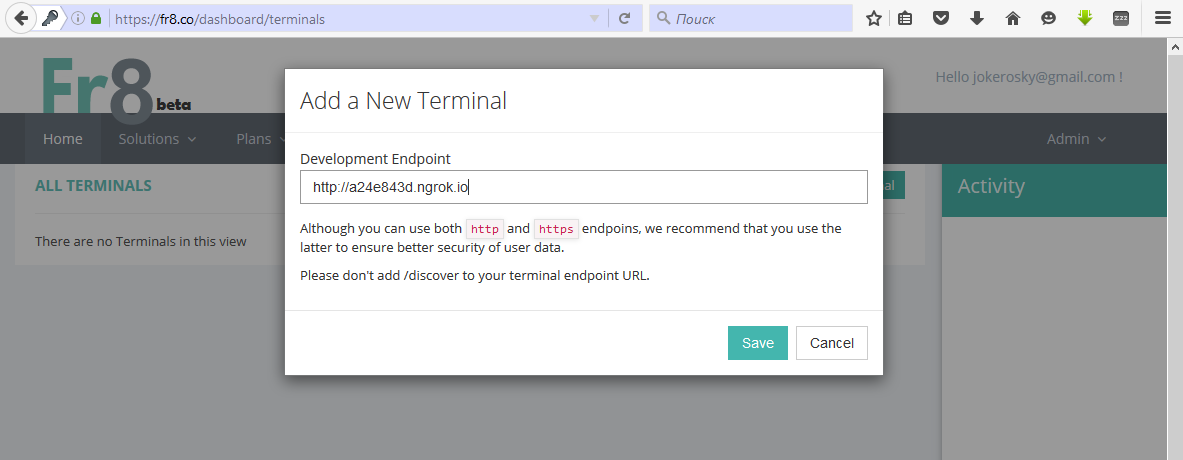 https://fr8.co/dashboard/terminals
Поиск
Fr8 beta
Hello jokerosky@gmail.com !
Home Solutions Plans Admin
ALL TERMINALS
There are no Terminals in this view
Activity
Add a New Terminal
Development Endpoint
http://a24e843d.ngrok.io
Although you can use both http and https endpoins, we recommend that you use the
latter to ensure better security of user data.
Please don't add /discover to your terminal endpoint URL.
Save Cancel